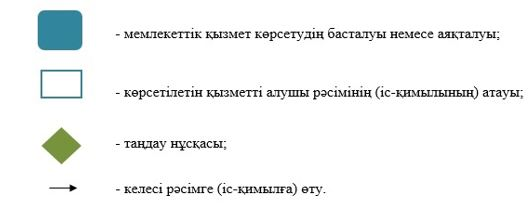 - мемлекеттік қызмет көрсетудің басталуы немесе аяқталуы;
- көрсетілетін қызметті алушы рәсімінің (іс-қимылының) атауы;
- таңдау нұсқасы;
- келесі рәсімге (іс-қимылға) өту.